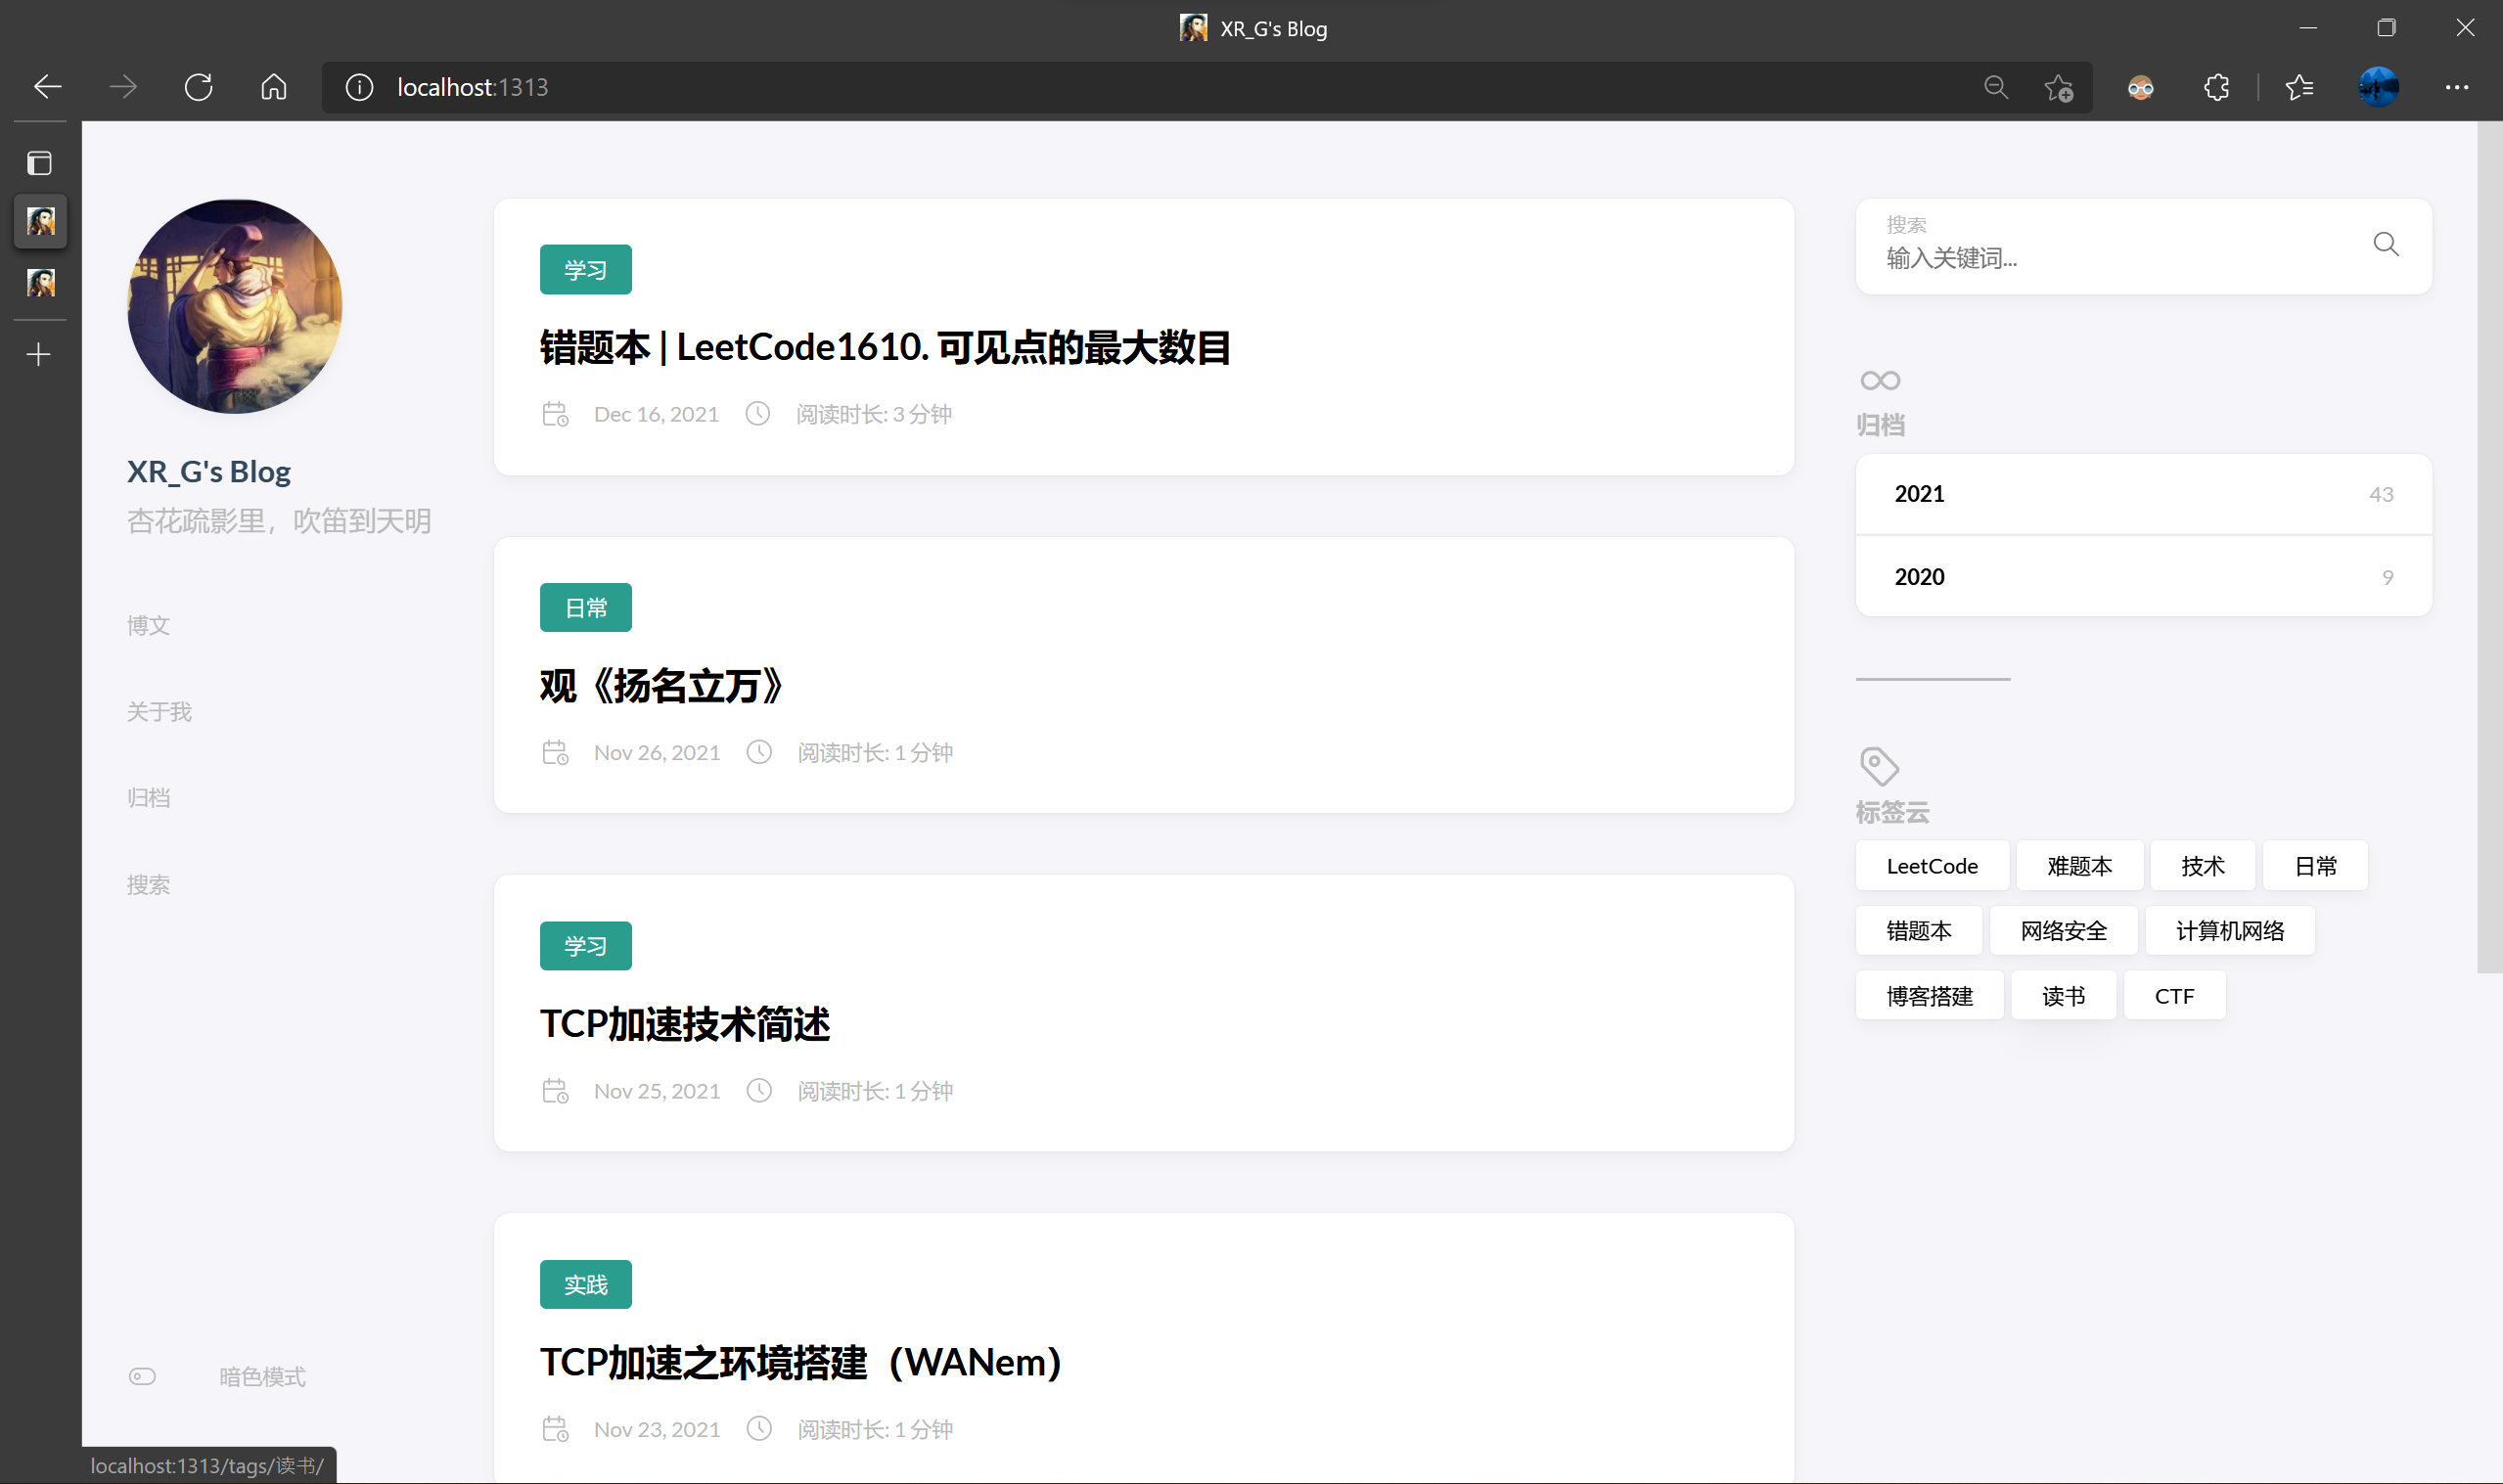 XR_G's Blog
localhost:1313
XR_G's Blog
杏花疏影里，吹笛到天明
博文
关于我
归档
搜索
暗色模式
localhost:1313/tags/读书/
学习
错题本 | LeetCode1610. 可见点的最大数目
Dec 16, 2021 阅读时长: 3 分钟
日常
观《扬名立万》
Nov 26, 2021 阅读时长: 1 分钟
学习
TCP加速技术简述
Nov 25, 2021 阅读时长: 1 分钟
实践
TCP加速之环境搭建（WANem）
Nov 23, 2021 阅读时长: 1 分钟
搜索
输入关键词...
归档
2021 43
2020 9
标签云
LeetCode 难题本 技术 日常
错题本 网络安全 计算机网络
博客搭建 读书 CTF